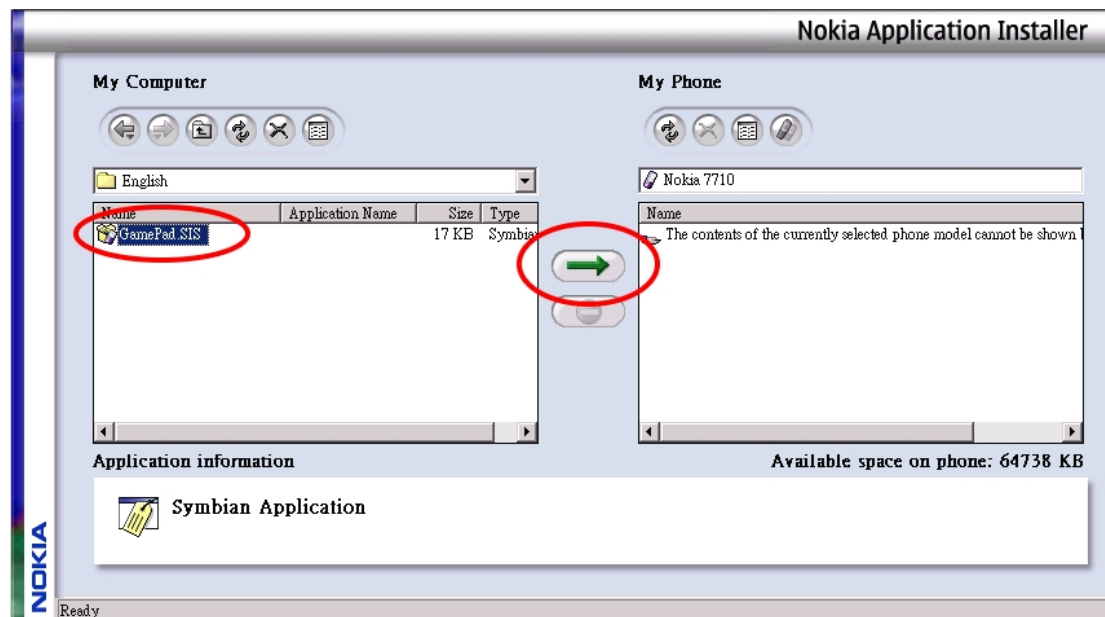 Nokia Application Installer
My Computer
My Phone
English
Nokia 7710
Name Application Name Size Type
Name
GamePad.SIS 17 KB Symbian
The contents of the currently selected phone model cannot be shown
Application information
Available space on phone: 64738 KB
Symbian Application
NOKIA
Ready